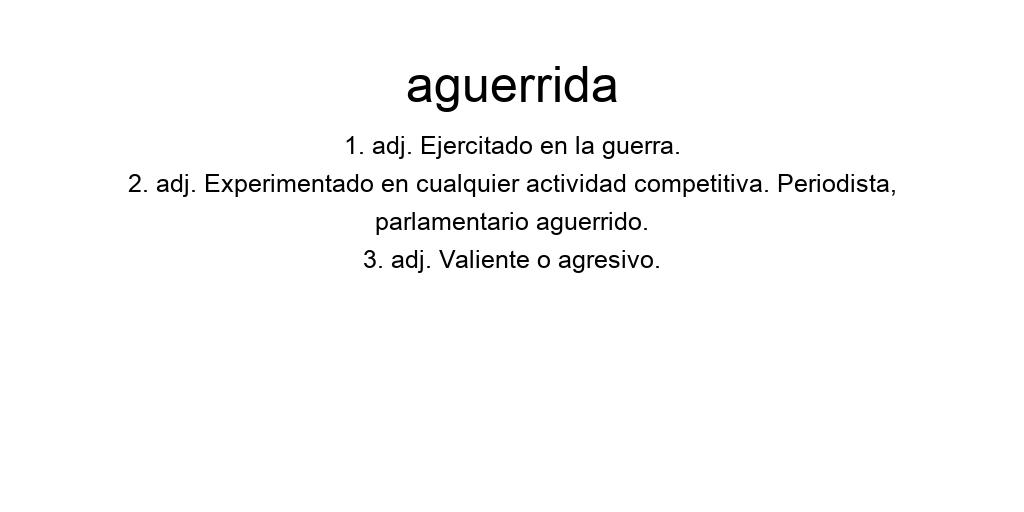 aguerrida
1. adj. Ejercitado en la guerra.
2. adj. Experimentado en cualquier actividad competitiva. Periodista,
parlamentario aguerrido.
3. adj. Valiente o agresivo.